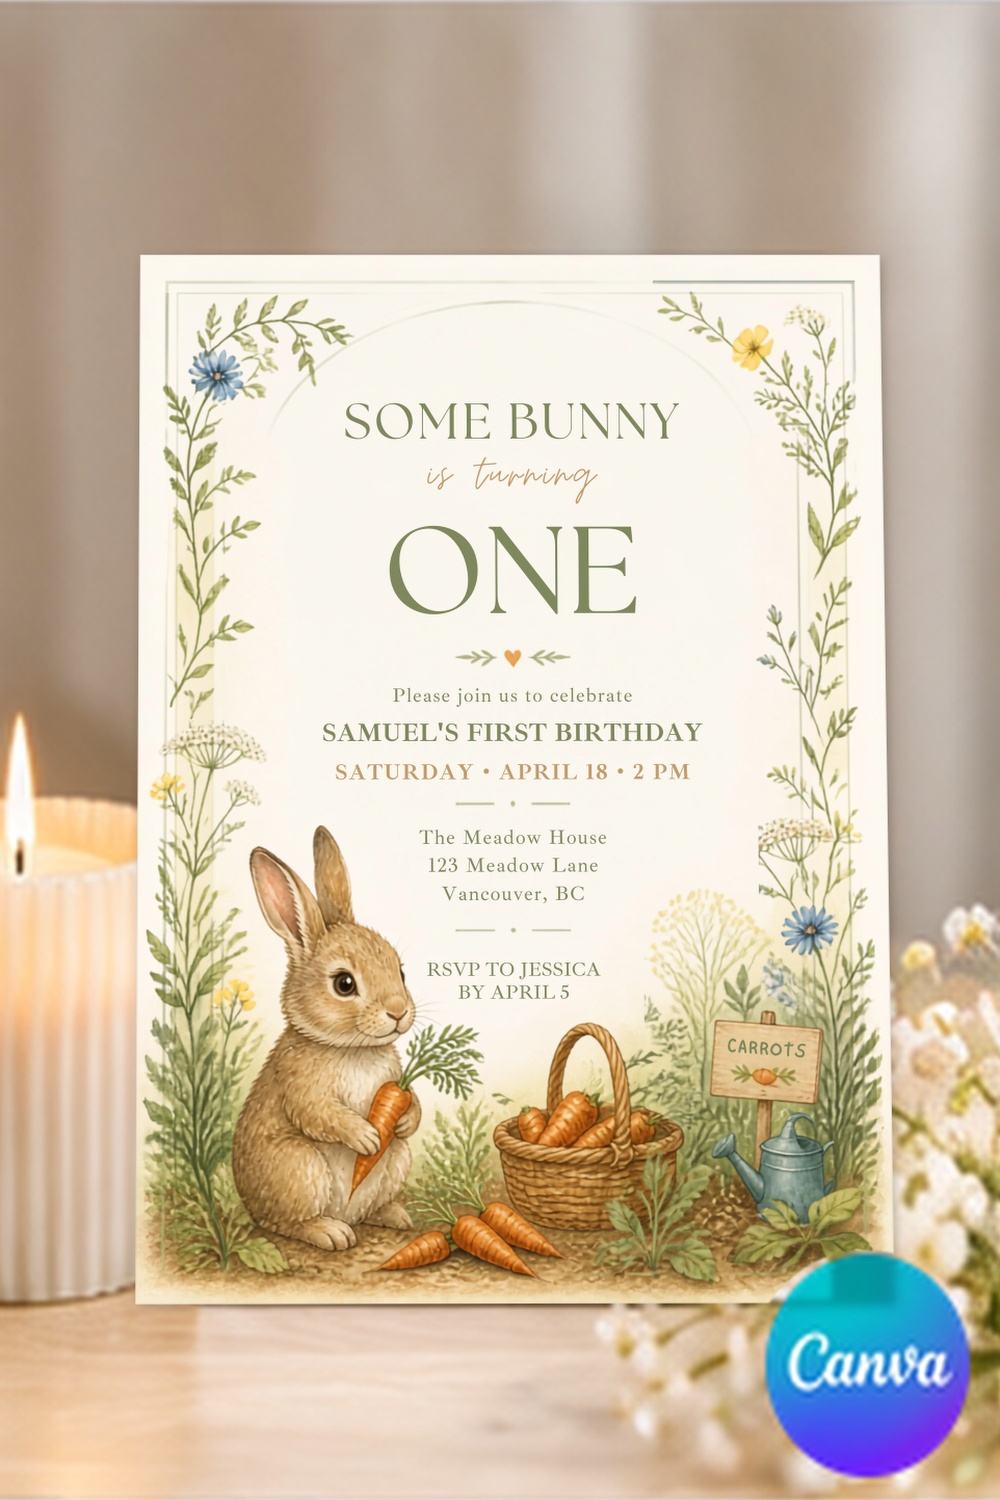 SOME BUNNY
is turning
ONE
Please join us to celebrate
SAMUEL'S FIRST BIRTHDAY
SATURDAY • APRIL 18 • 2 PM
The Meadow House
123 Meadow Lane
Vancouver, BC
RSVP TO JESSICA
BY APRIL 5
CARROTS
Canva